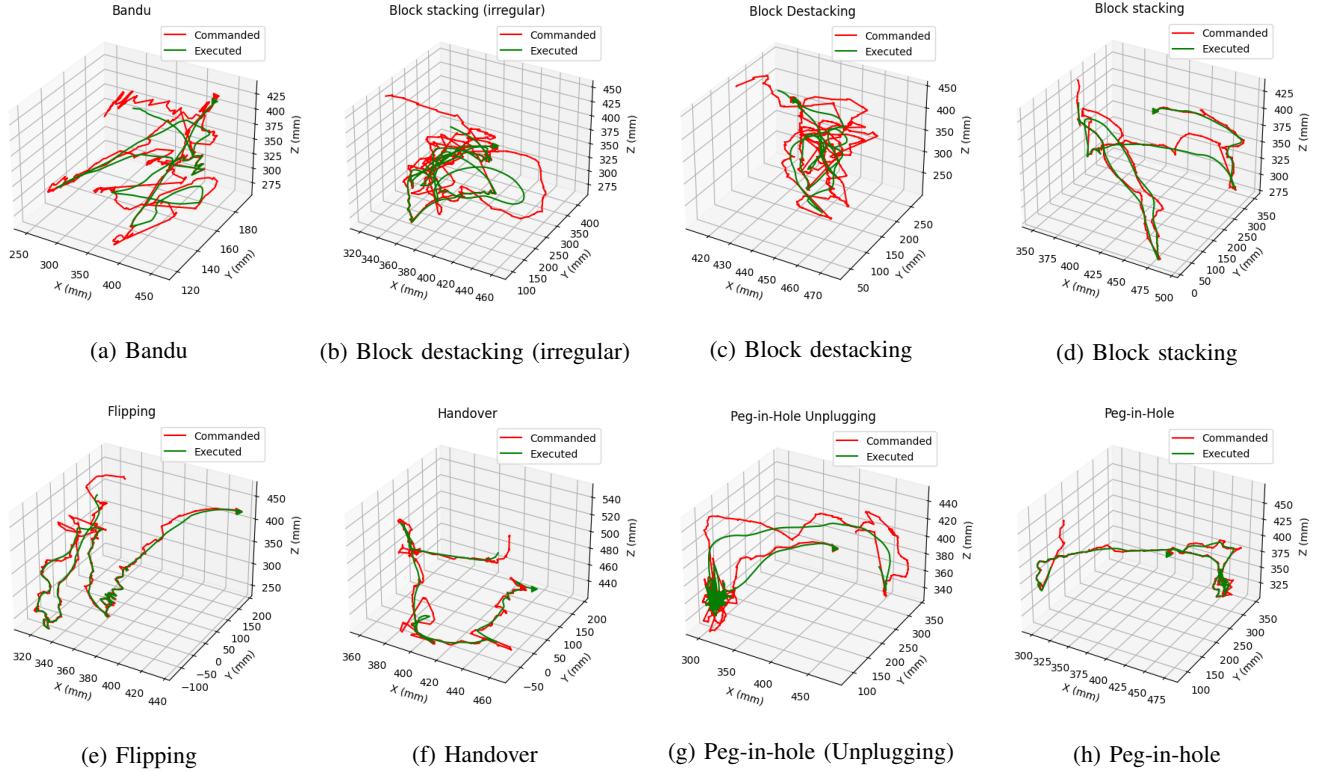 Bandu
Commanded
Executed
425
400
375
350
325
300
275
Z (mm)
180
160
140
120
Y (mm)
250
300
350
400
450
X (mm)
(a) Bandu
Block stacking (irregular)
Commanded
Executed
450
425
400
375
350
325
300
275
Z (mm)
400
350
300
250
200
150
100
Y (mm)
320
340
360
380
400
420
440
460
X (mm)
(b) Block destacking (irregular)
Block Destacking
Commanded
Executed
450
400
350
300
250
Z (mm)
250
200
150
100
50
Y (mm)
420
430
440
450
460
470
X (mm)
(c) Block destacking
Block stacking
Commanded
Executed
425
400
375
350
325
300
275
Z (mm)
350
300
250
200
150
100
50
0
Y (mm)
350
375
400
425
450
475
500
X (mm)
(d) Block stacking
Flipping
Commanded
Executed
450
400
350
300
250
Z (mm)
200
150
100
50
0
−50
−100
Y (mm)
320
340
360
380
400
420
440
X (mm)
(e) Flipping
Handover
Commanded
Executed
540
520
500
480
460
440
Z (mm)
200
150
100
50
0
−50
Y (mm)
360
380
400
420
440
460
X (mm)
(f) Handover
Peg-in-Hole Unplugging
Commanded
Executed
440
420
400
380
360
340
Z (mm)
350
300
250
200
150
100
Y (mm)
300
350
400
450
X (mm)
(g) Peg-in-hole (Unplugging)
Peg-in-Hole
Commanded
Executed
450
425
400
375
350
325
Z (mm)
350
300
250
200
150
100
Y (mm)
300
325
350
375
400
425
450
475
X (mm)
(h) Peg-in-hole